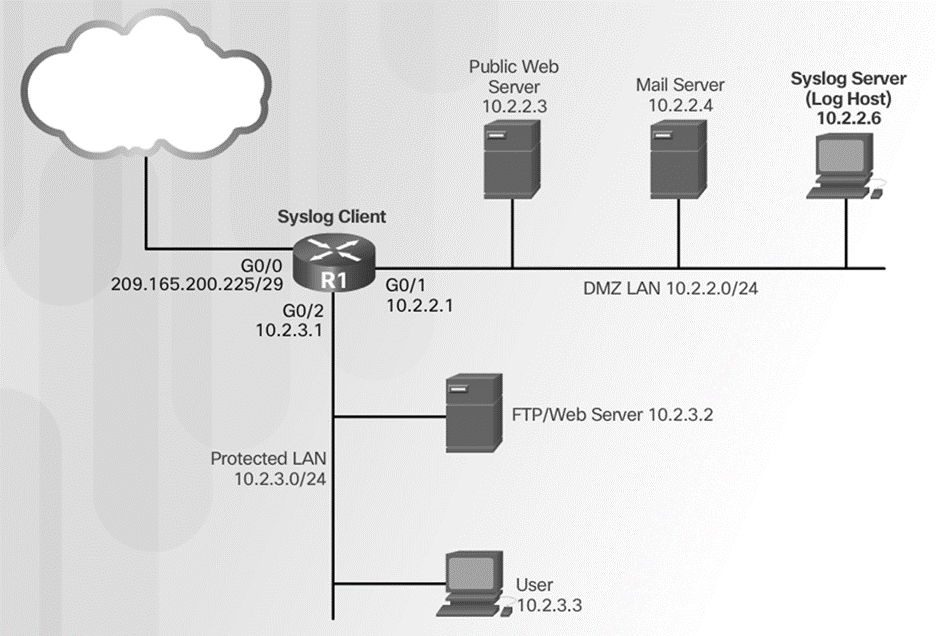 Public Web
Server
10.2.2.3
Mail Server
10.2.2.4
Syslog Server
(Log Host)
10.2.2.6
Syslog Client
R1
G0/0
209.165.200.225/29
G0/1
10.2.2.1
DMZ LAN 10.2.2.0/24
G0/2
10.2.3.1
FTP/Web Server 10.2.3.2
Protected LAN
10.2.3.0/24
User
10.2.3.3